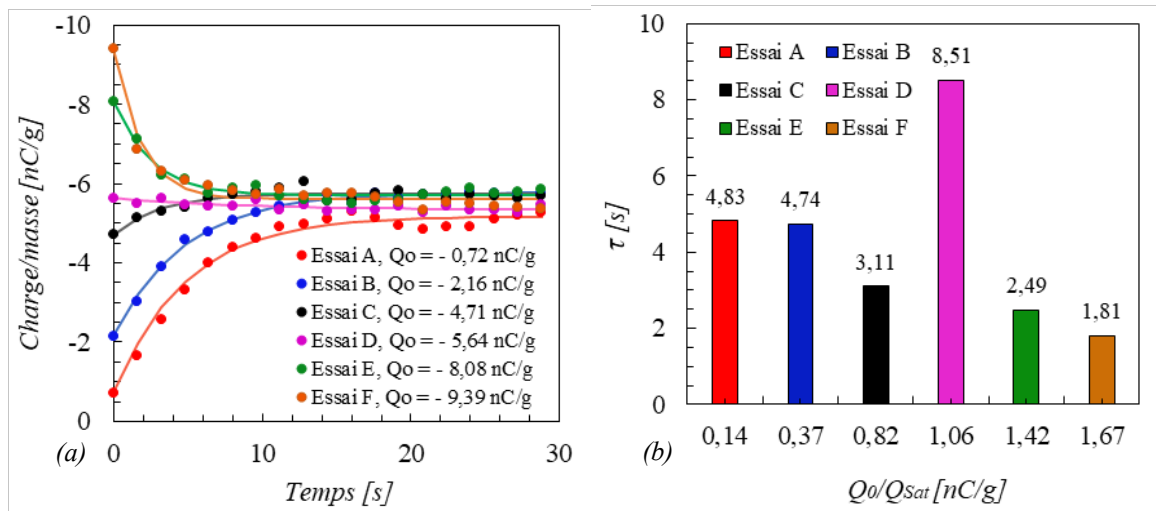 -10
-8
-6
-4
-2
0
Charge/masse [nC/g]
Essai A, Qo = - 0,72 nC/g
Essai B, Qo = - 2,16 nC/g
Essai C, Qo = - 4,71 nC/g
Essai D, Qo = - 5,64 nC/g
Essai E, Qo = - 8,08 nC/g
Essai F, Qo = - 9,39 nC/g
(a)
0 10 20 30
Temps [s]
10
8
6
4
2
0
τ [s]
Essai A Essai B
Essai C Essai D
Essai E Essai F
4,83 4,74 3,11 8,51 2,49 1,81
0,14 0,37 0,82 1,06 1,42 1,67
(b)
Q0/QSat [nC/g]